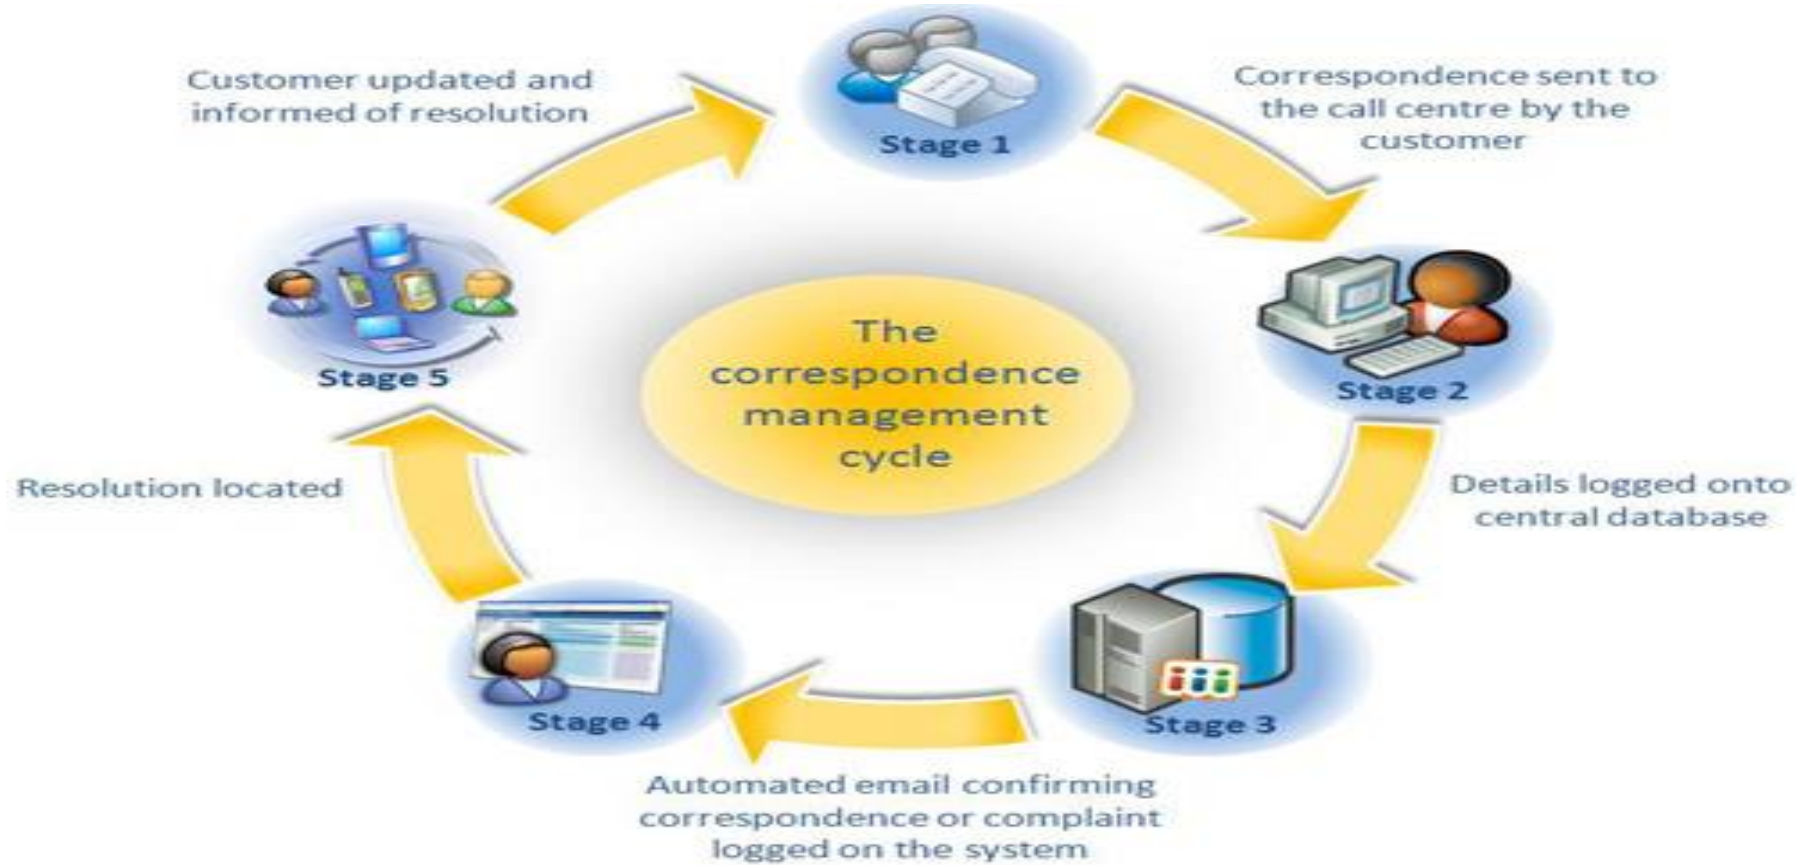 Stage 1
Correspondence sent to
the call centre by the
customer
Stage 2
Details logged onto
central database
Stage 3
Automated email confirming
correspondence or complaint
logged on the system
Stage 4
Resolution located
Stage 5
Customer updated and
informed of resolution
The
correspondence
management
cycle